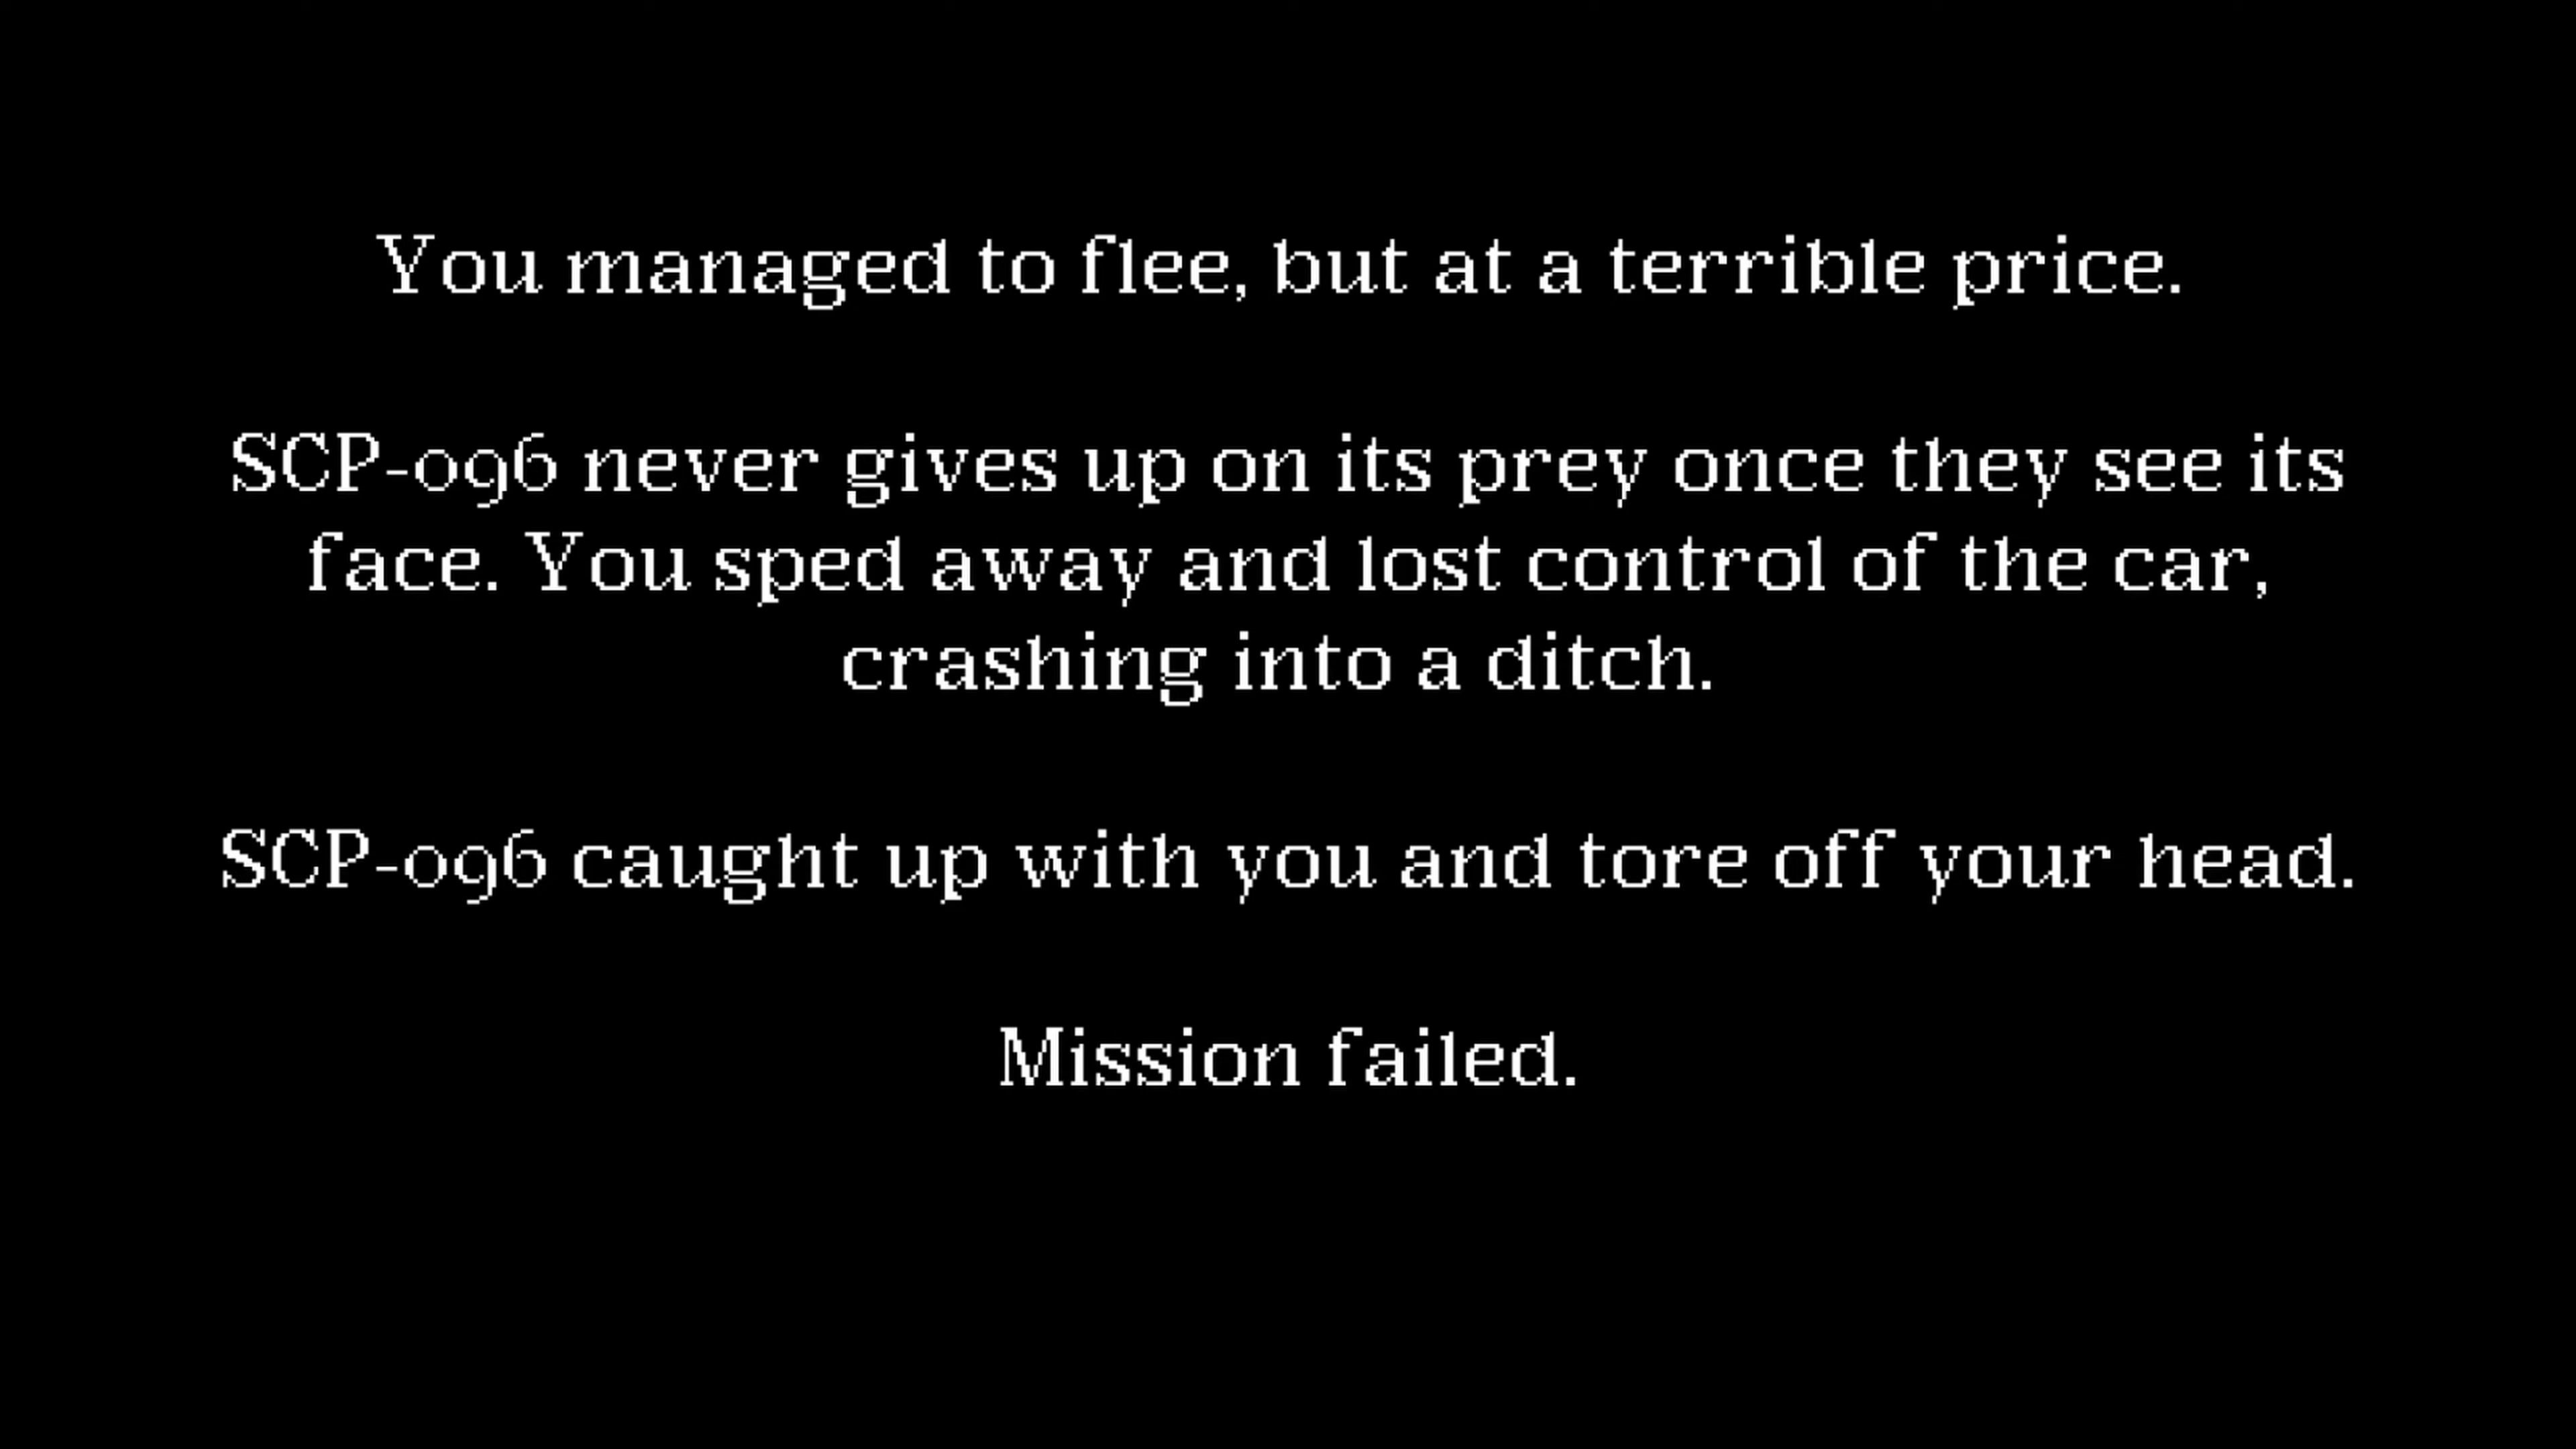 You managed to flee, but at a terrible price.
SCP-096 never gives up on its prey once they see its
face. You sped away and lost control of the car,
crashing into a ditch.
SCP-096 caught up with you and tore off your head.
Mission failed.